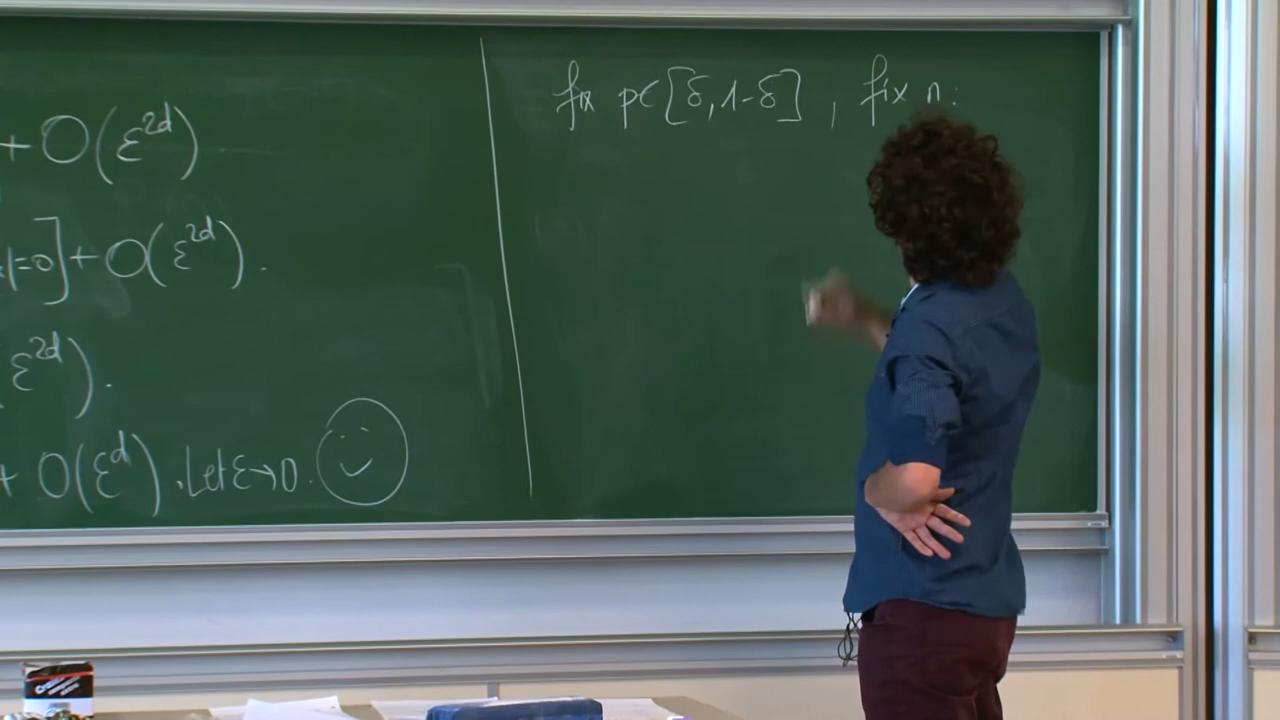 + O(ε^{2d})
|=0] + O(ε^{2d}).
ε^{2d}).
+ O(ε^d). Let ε→0.
fix p∈[δ,1-δ], fix n: